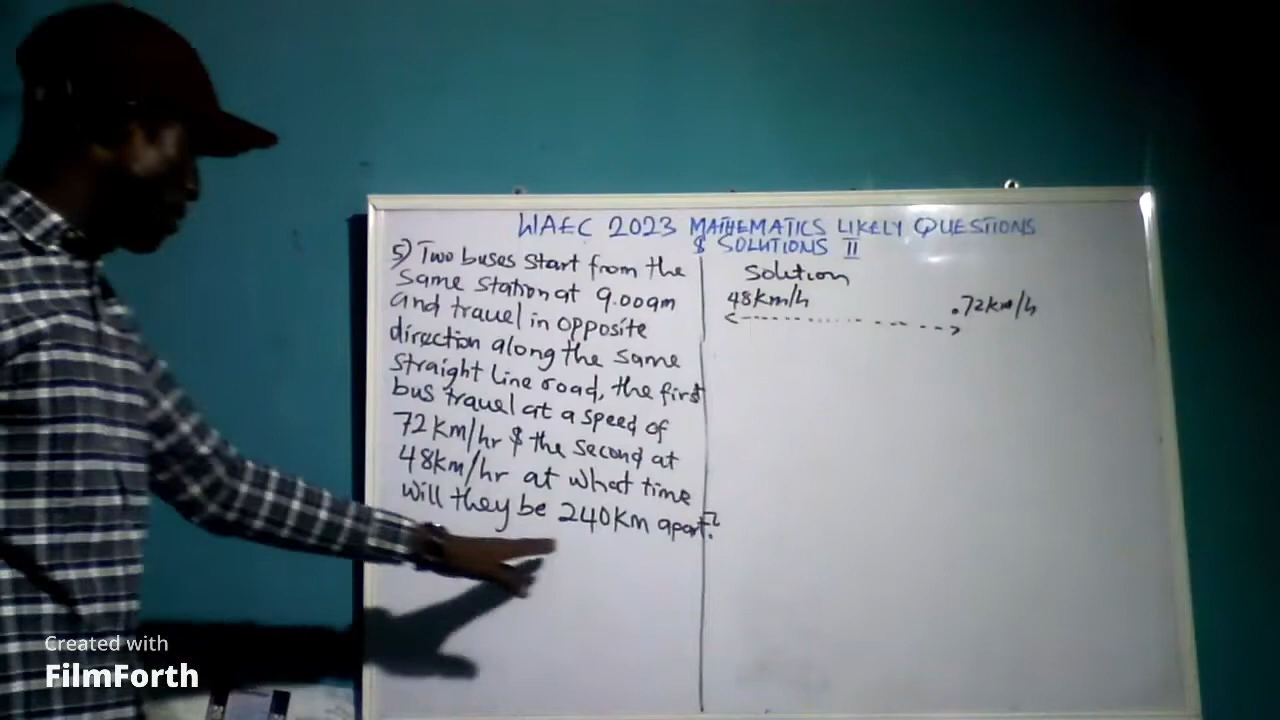 WAEC 2023 MATHEMATICS LIKELY QUESTIONS
& SOLUTIONS II
5) Two buses start from the
same station at 9.00am
and travel in opposite
direction along the same
straight line road, the first
bus travel at a speed of
72km/hr & the second at
48km/hr at what time
will they be 240km apart?
Solution
48km/h .72km/h
Created with
FilmForth